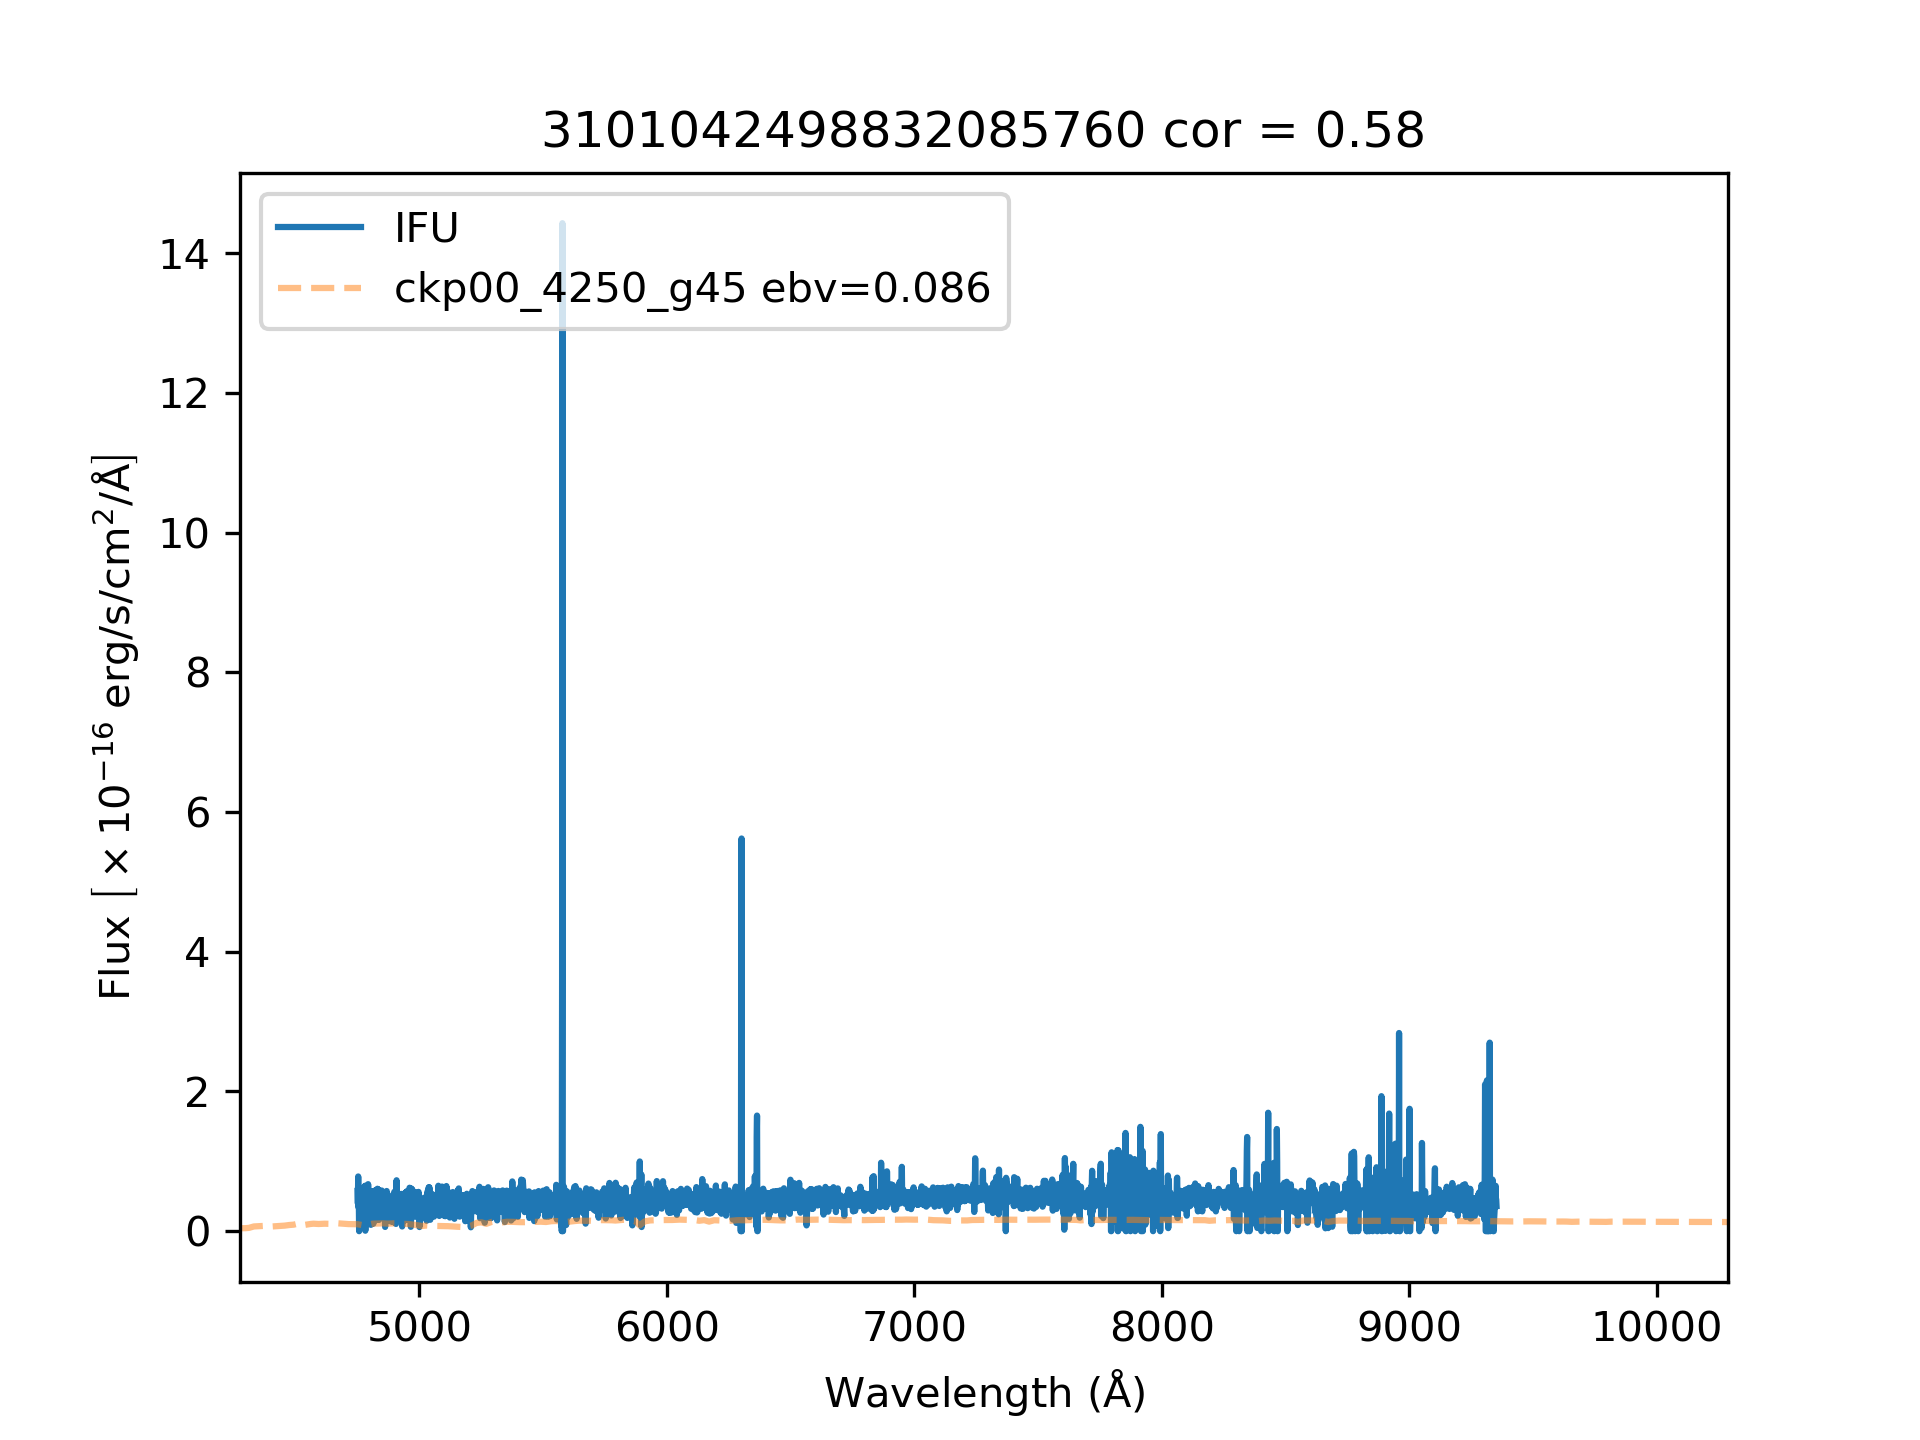 3101042498832085760 cor = 0.58
IFU
ckp00_4250_g45 ebv=0.086
14
12
10
8
6
4
2
0
Flux [×10⁻¹⁶ erg/s/cm²/Å]
5000 6000 7000 8000 9000 10000
Wavelength (Å)